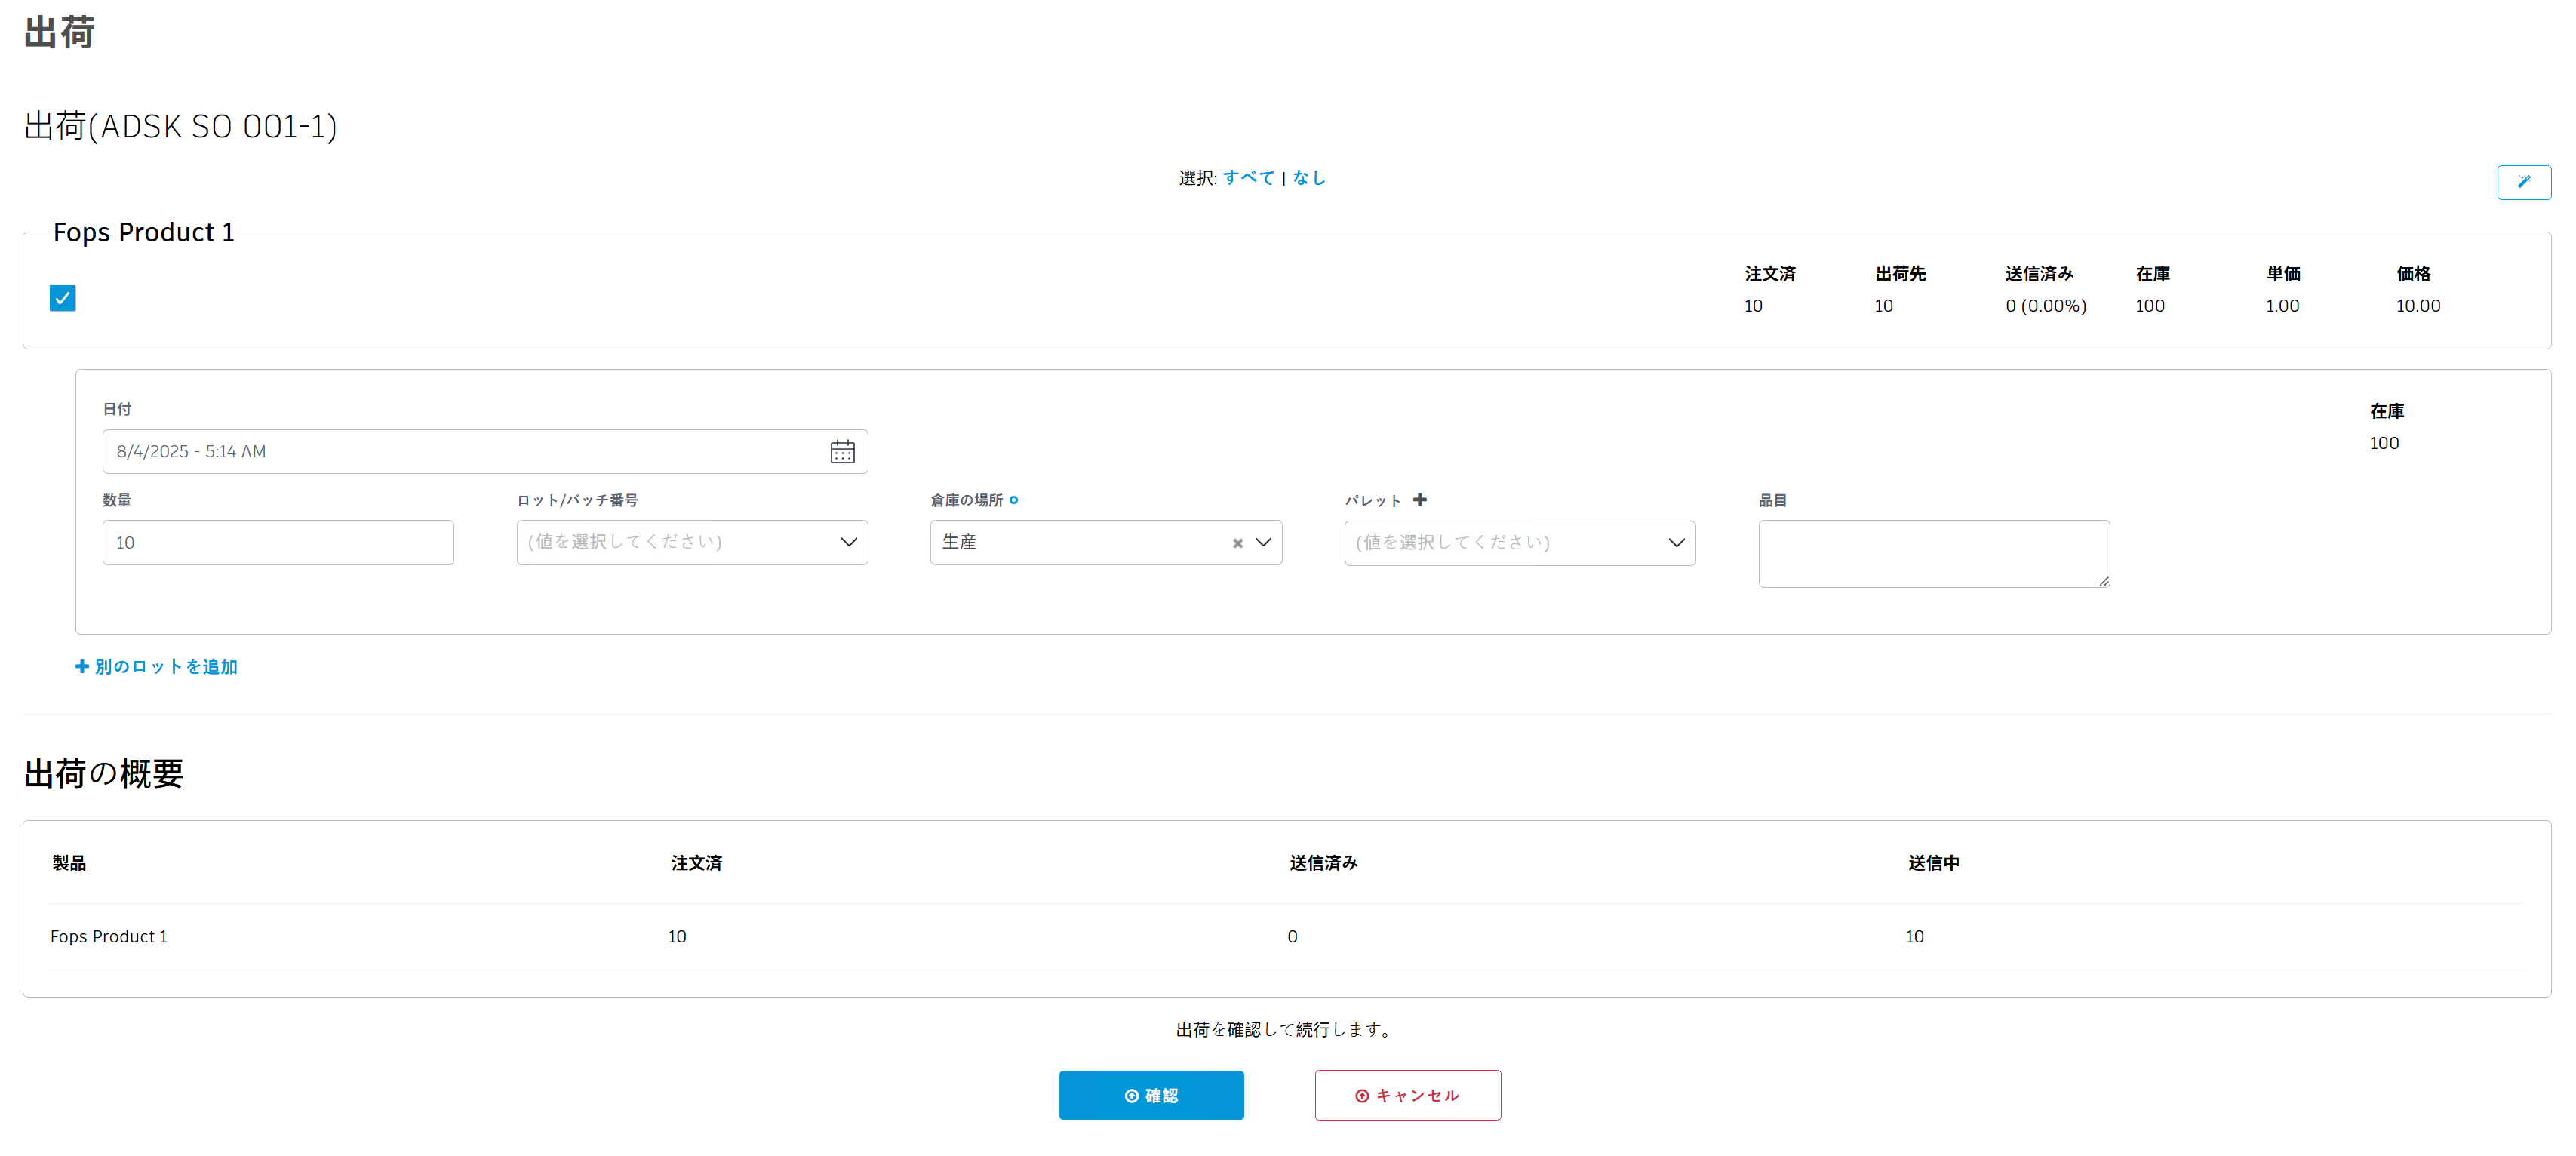 出荷
出荷(ADSK SO 001-1)
選択: すべて | なし
Fops Product 1
注文済 出荷先 送信済み 在庫 単価 価格
10 10 0 (0.00%) 100 1.00 10.00
日付
在庫
8/4/2025 - 5:14 AM
100
数量 ロット/バッチ番号 倉庫の場所 パレット 品目
10 (値を選択してください) 生産 (値を選択してください)
別のロットを追加
出荷の概要
製品 注文済 送信済み 送信中
Fops Product 1 10 0 10
出荷を確認して続行します。
確認 キャンセル